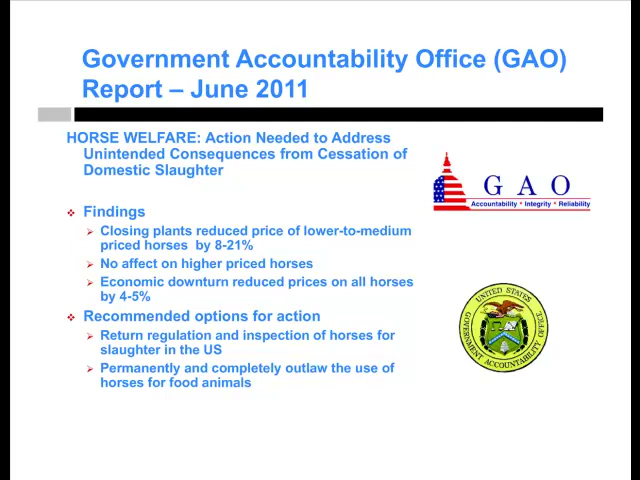 Government Accountability Office (GAO)
Report – June 2011
HORSE WELFARE: Action Needed to Address
Unintended Consequences from Cessation of
Domestic Slaughter
Findings
Closing plants reduced price of lower-to-medium
priced horses by 8-21%
No affect on higher priced horses
Economic downturn reduced prices on all horses
by 4-5%
Recommended options for action
Return regulation and inspection of horses for
slaughter in the US
Permanently and completely outlaw the use of
horses for food animals
G A O
Accountability * Integrity * Reliability
UNITED STATES
GOVERNMENT ACCOUNTABILITY OFFICE